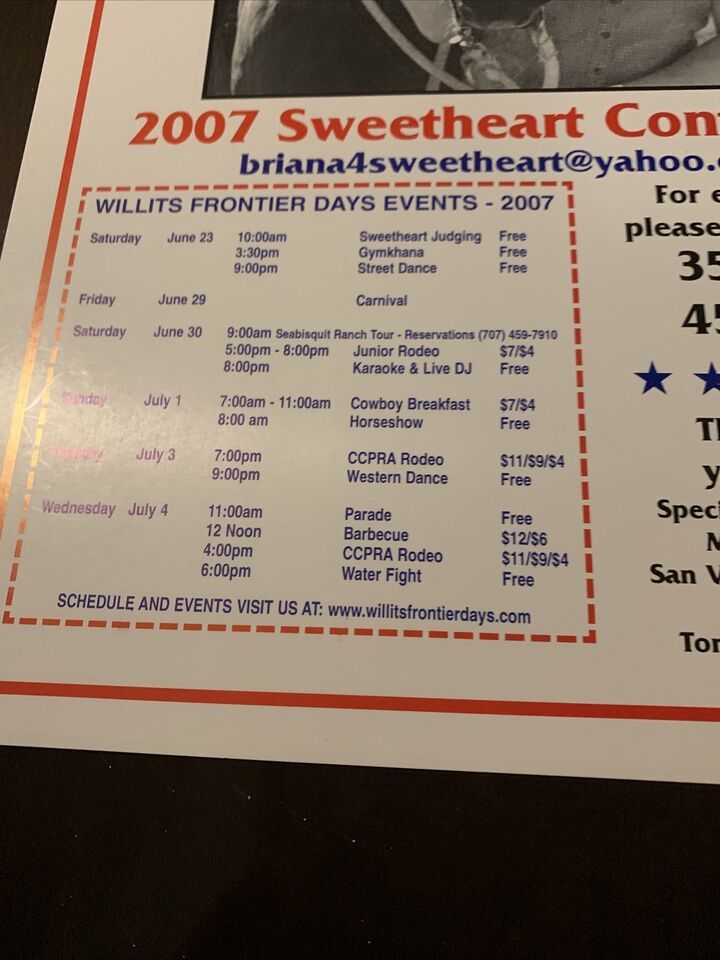 2007 Sweetheart Con
briana4sweetheart@yahoo.
WILLITS FRONTIER DAYS EVENTS - 2007
Saturday June 23 10:00am Sweetheart Judging Free
3:30pm Gymkhana Free
9:00pm Street Dance Free
Friday June 29 Carnival
Saturday June 30 9:00am Seabisquit Ranch Tour - Reservations (707) 459-7910
5:00pm - 8:00pm Junior Rodeo $7/$4
8:00pm Karaoke & Live DJ Free
Sunday July 1 7:00am - 11:00am Cowboy Breakfast $7/$4
8:00 am Horseshow Free
Tuesday July 3 7:00pm CCPRA Rodeo $11/$9/$4
9:00pm Western Dance Free
Wednesday July 4 11:00am Parade Free
12 Noon Barbecue $12/$6
4:00pm CCPRA Rodeo $11/$9/$4
6:00pm Water Fight Free
SCHEDULE AND EVENTS VISIT US AT: www.willitsfrontierdays.com
For e
please
35
45
Th
y
Speci
M
San V
Tor